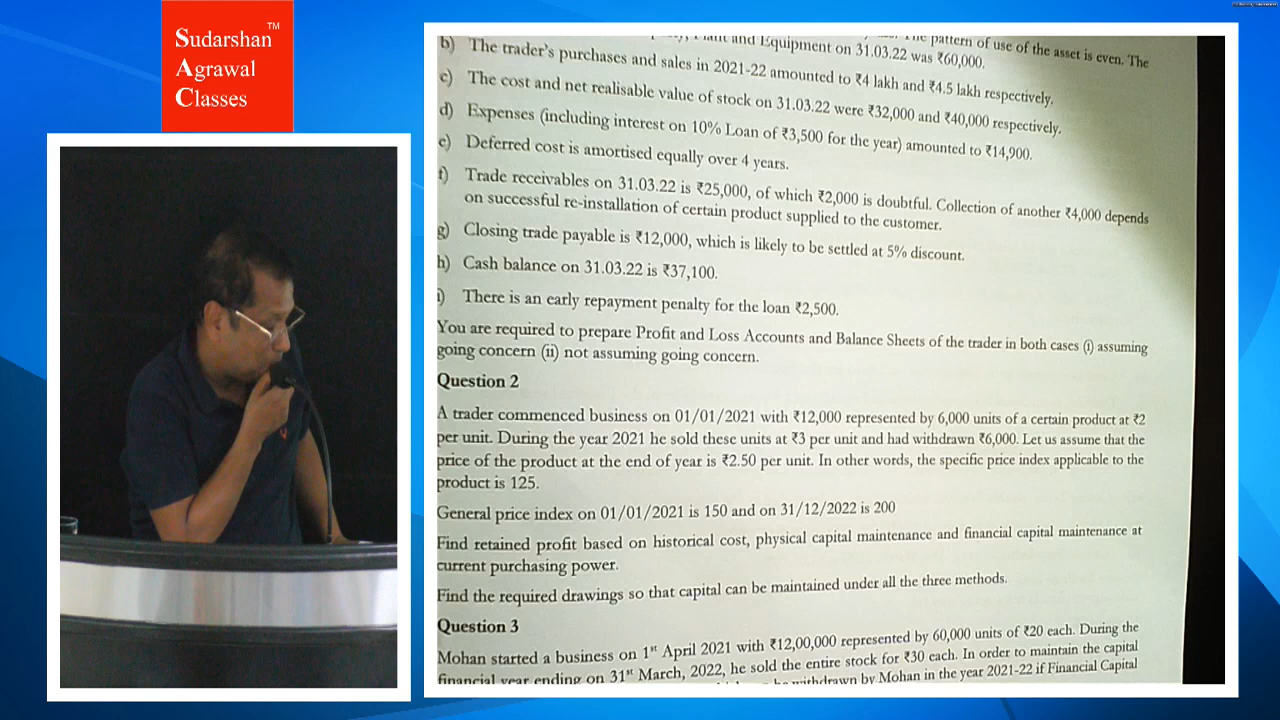 Sudarshan™
Agrawal
Classes
Plant and Equipment on 31.03.22 was ₹60,000. The pattern of use of the asset is even. The
b) The trader's purchases and sales in 2021-22 amounted to ₹4 lakh and ₹4.5 lakh respectively.
c) The cost and net realisable value of stock on 31.03.22 were ₹32,000 and ₹40,000 respectively.
d) Expenses (including interest on 10% Loan of ₹3,500 for the year) amounted to ₹14,900.
e) Deferred cost is amortised equally over 4 years.
f) Trade receivables on 31.03.22 is ₹25,000, of which ₹2,000 is doubtful. Collection of another ₹4,000 depends
on successful re-installation of certain product supplied to the customer.
g) Closing trade payable is ₹12,000, which is likely to be settled at 5% discount.
h) Cash balance on 31.03.22 is ₹37,100.
i) There is an early repayment penalty for the loan ₹2,500.
You are required to prepare Profit and Loss Accounts and Balance Sheets of the trader in both cases (i) assuming
going concern (ii) not assuming going concern.
Question 2
A trader commenced business on 01/01/2021 with ₹12,000 represented by 6,000 units of a certain product at ₹2
per unit. During the year 2021 he sold these units at ₹3 per unit and had withdrawn ₹6,000. Let us assume that the
price of the product at the end of year is ₹2.50 per unit. In other words, the specific price index applicable to the
product is 125.
General price index on 01/01/2021 is 150 and on 31/12/2022 is 200
Find retained profit based on historical cost, physical capital maintenance and financial capital maintenance at
current purchasing power.
Find the required drawings so that capital can be maintained under all the three methods.
Question 3
Mohan started a business on 1st April 2021 with ₹12,00,000 represented by 60,000 units of ₹20 each. During the
financial year ending on 31st March, 2022, he sold the entire stock for ₹30 each. In order to maintain the capital
be withdrawn by Mohan in the year 2021-22 if Financial Capital